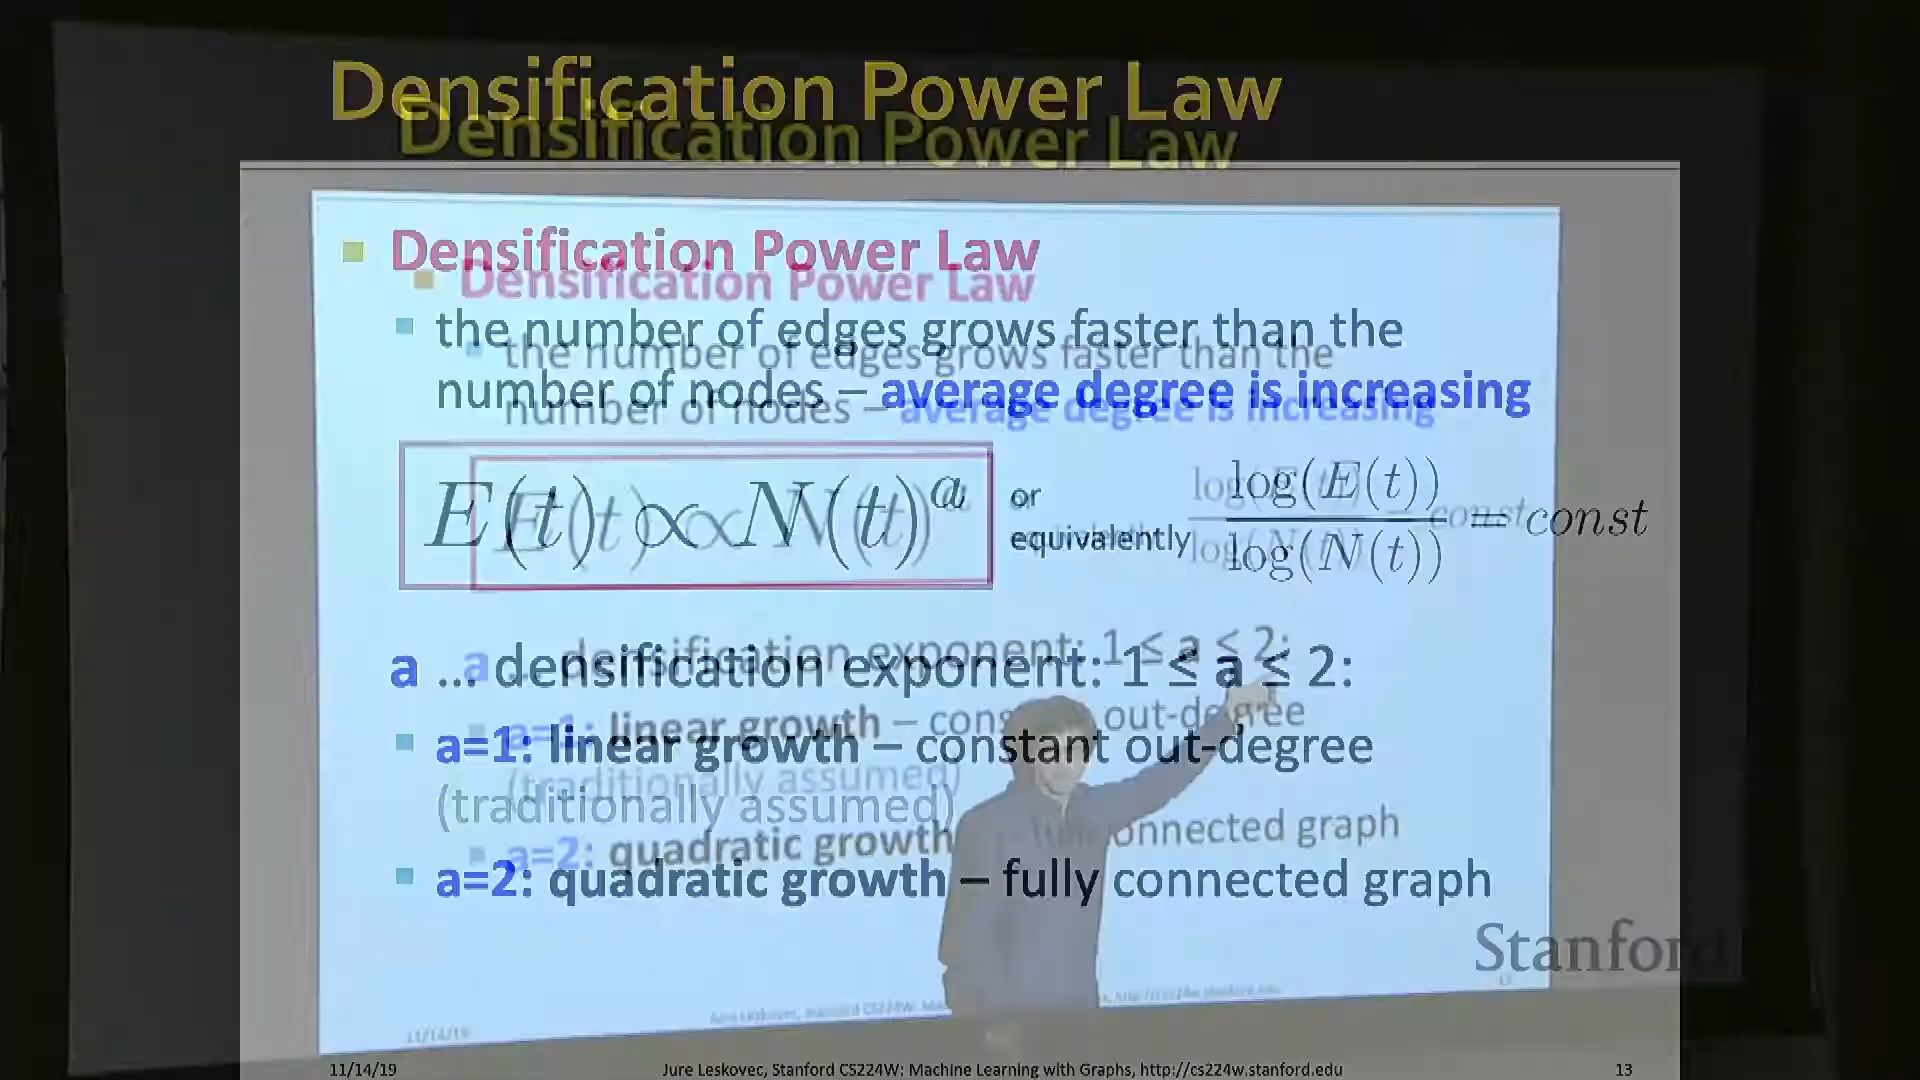 Densification Power Law
Densification Power Law
the number of edges grows faster than the
number of nodes – average degree is increasing
E(t) ∝ N(t)^a or equivalently log(E(t)) / log(N(t)) = const
a ... densification exponent: 1 ≤ a ≤ 2:
a=1: linear growth – constant out-degree
(traditionally assumed)
a=2: quadratic growth – fully connected graph
Stanford
11/14/19 Jure Leskovec, Stanford CS224W: Machine Learning with Graphs, http://cs224w.stanford.edu 13